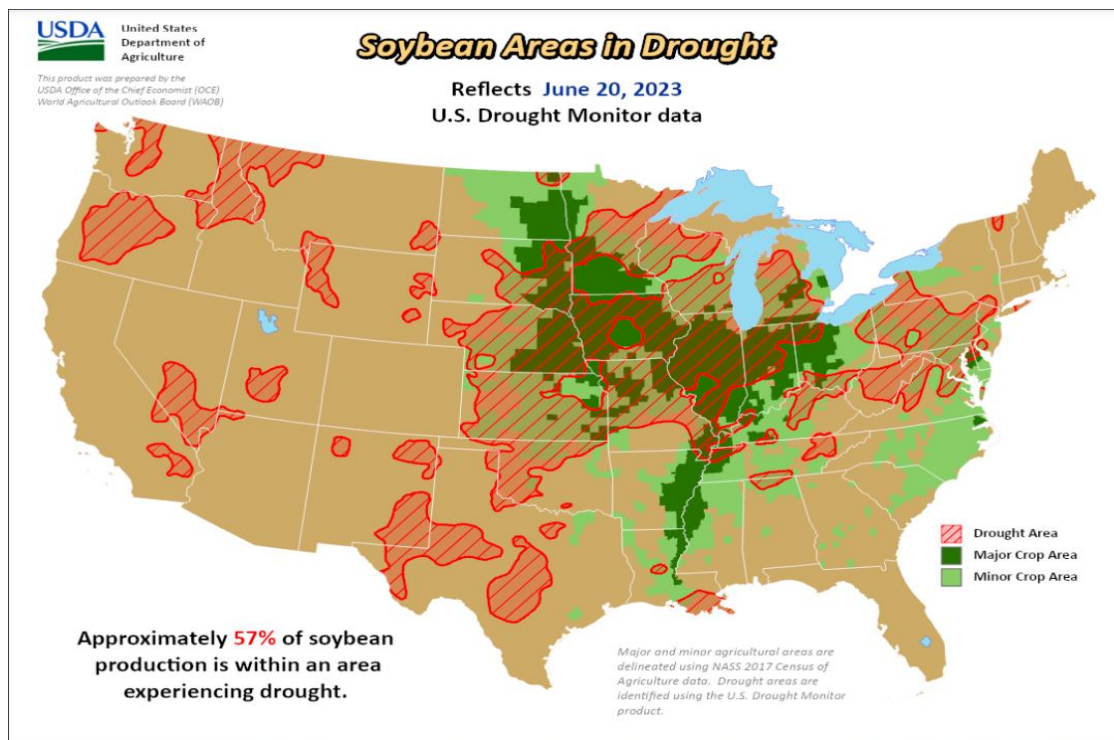 USDA
United States
Department of
Agriculture
This product was prepared by the
USDA Office of the Chief Economist (OCE)
World Agricultural Outlook Board (WAOB)
Soybean Areas in Drought
Reflects June 20, 2023
U.S. Drought Monitor data
Drought Area
Major Crop Area
Minor Crop Area
Approximately 57% of soybean
production is within an area
experiencing drought.
Major and minor agricultural areas are
delineated using NASS 2017 Census of
Agriculture data. Drought areas are
identified using the U.S. Drought Monitor
product.